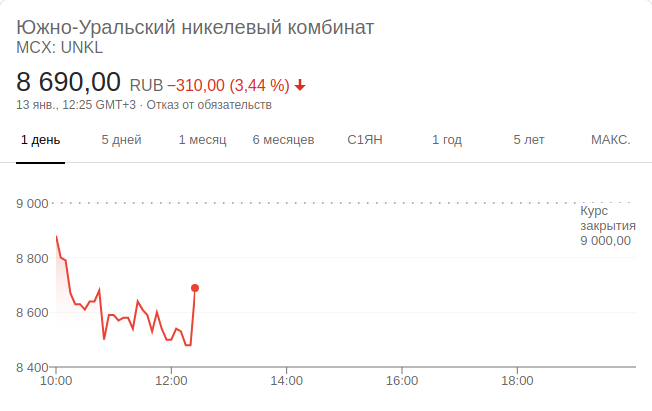 Южно-Уральский никелевый комбинат
MCX: UNKL
8 690,00 RUB −310,00 (3,44 %)
13 янв., 12:25 GMT+3 · Отказ от обязательств
1 день 5 дней 1 месяц 6 месяцев С1ЯН 1 год 5 лет МАКС.
9 000
Курс
закрытия
9 000,00
8 800
8 600
8 400
10:00 12:00 14:00 16:00 18:00